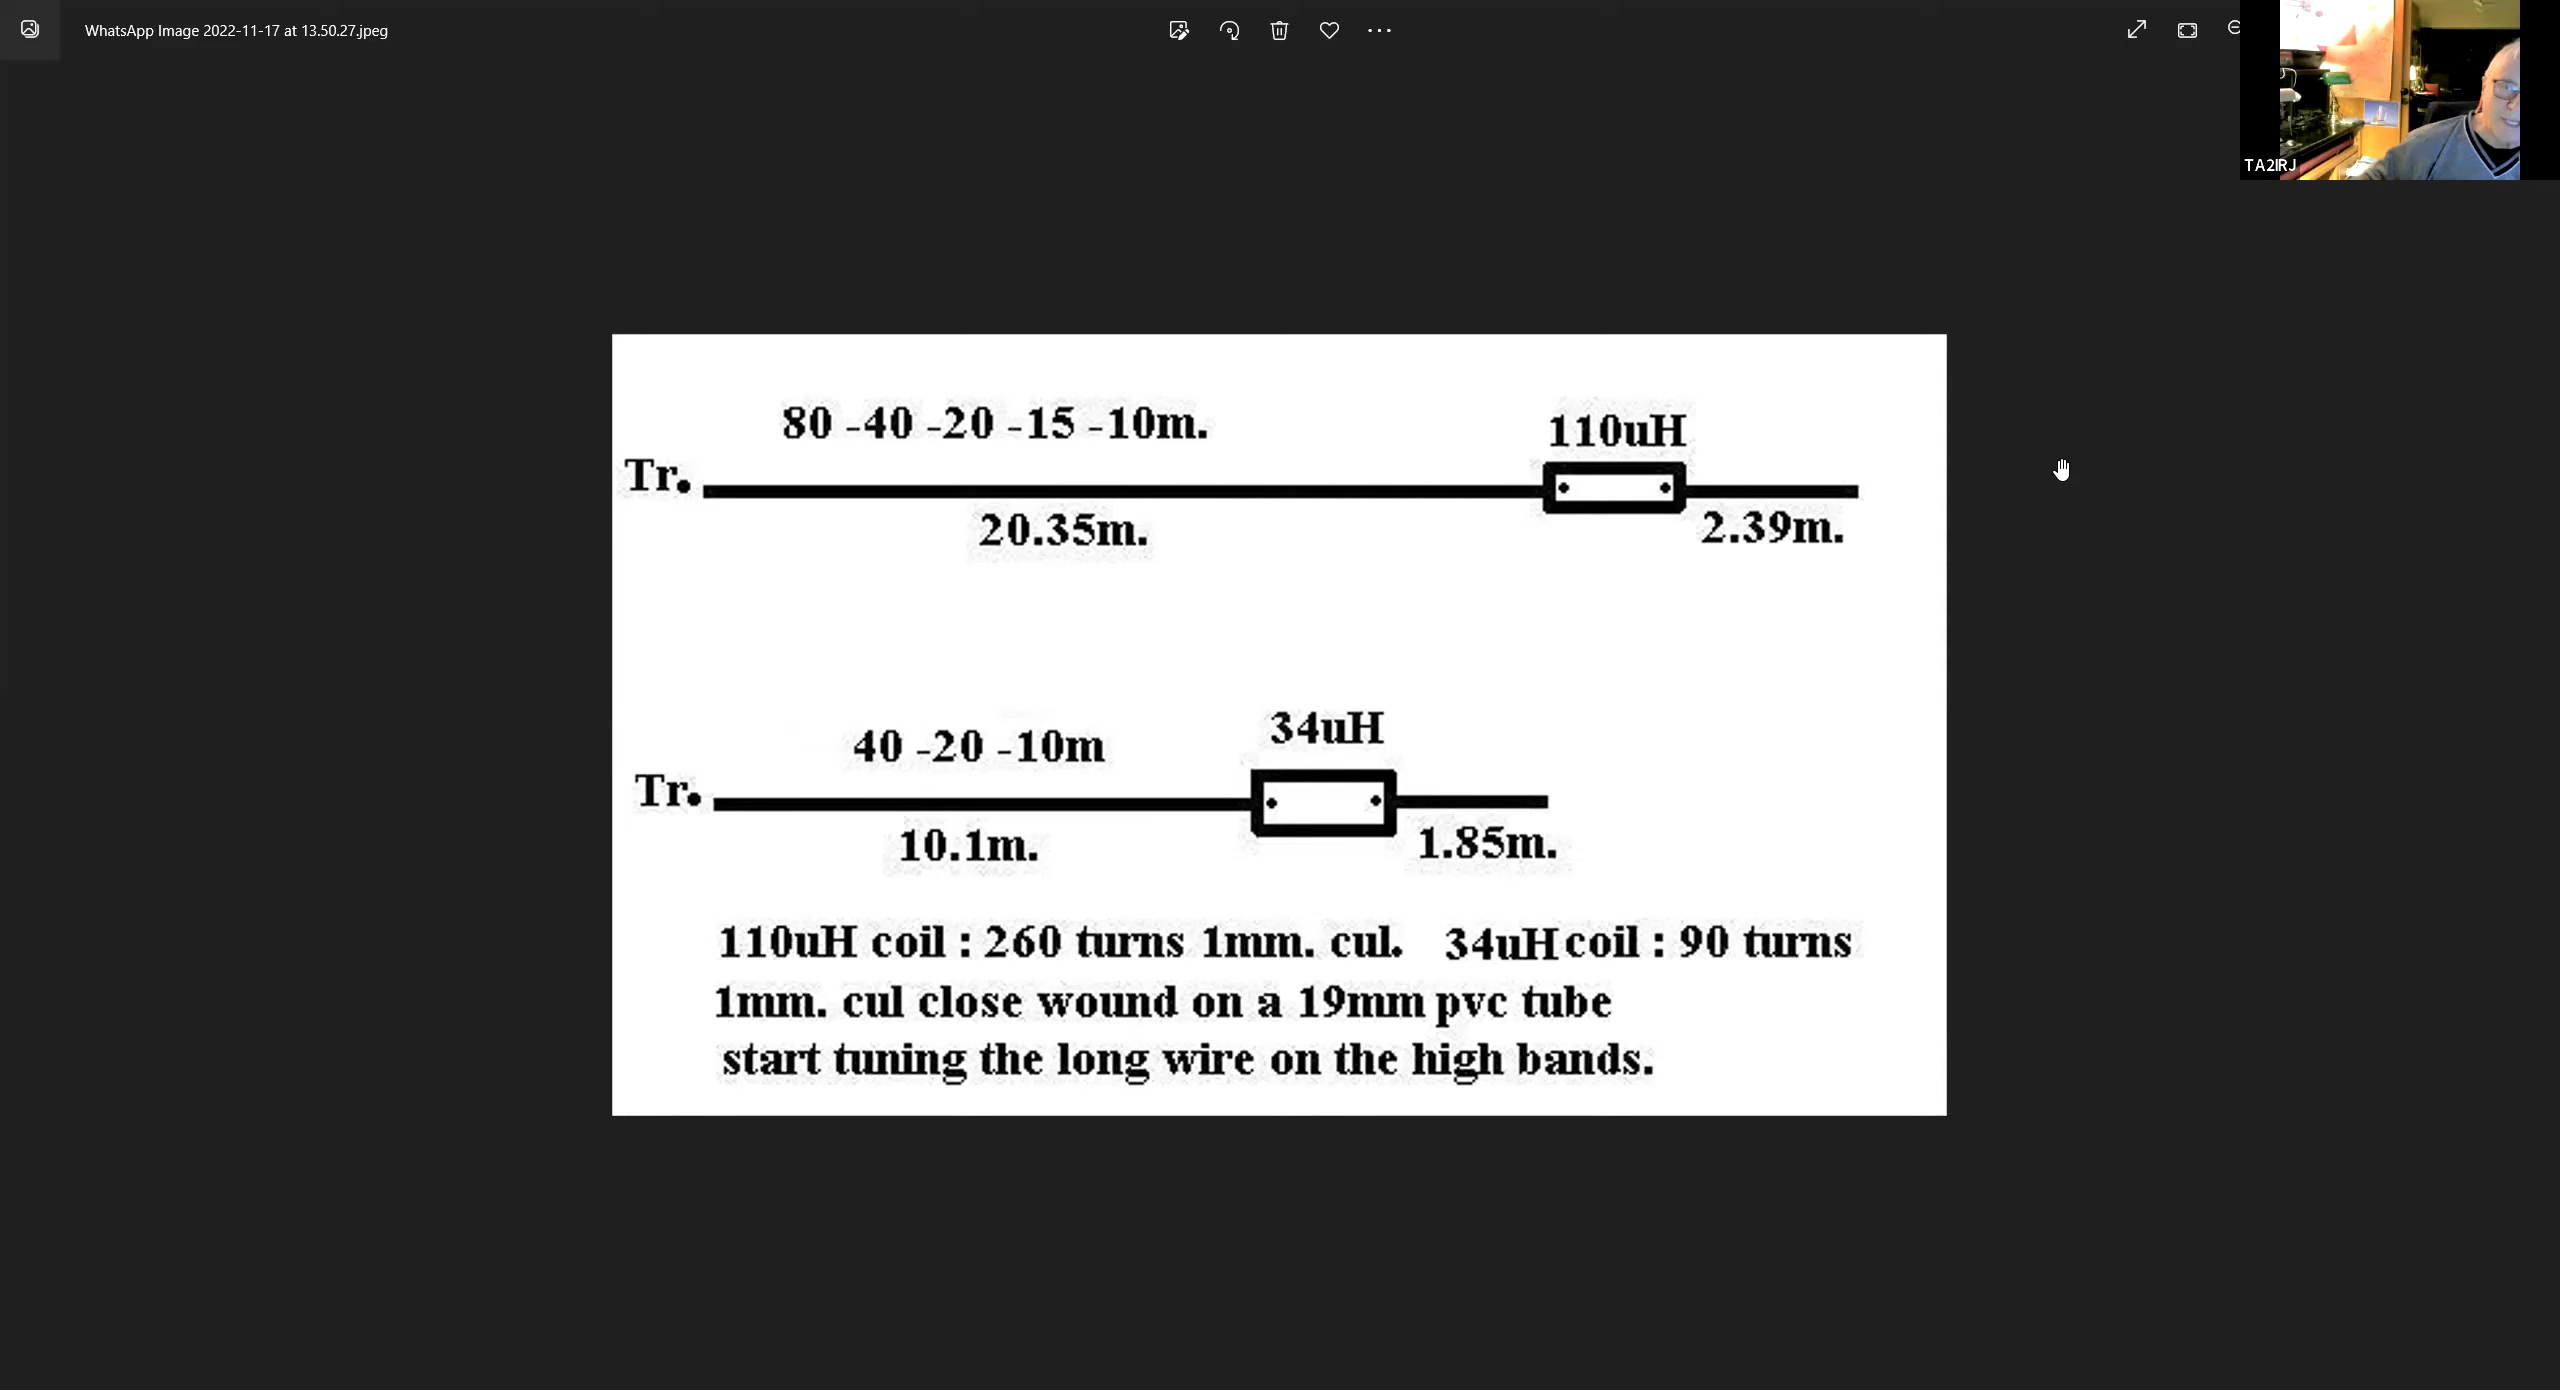 WhatsApp Image 2022-11-17 at 13.50.27.jpeg
TA2IRJ
80 -40 -20 -15 -10m.
110uH
Tr.
20.35m.
2.39m.
40 -20 -10m
34uH
Tr.
10.1m.
1.85m.
110uH coil : 260 turns 1mm. cul. 34uH coil : 90 turns
1mm. cul close wound on a 19mm pvc tube
start tuning the long wire on the high bands.